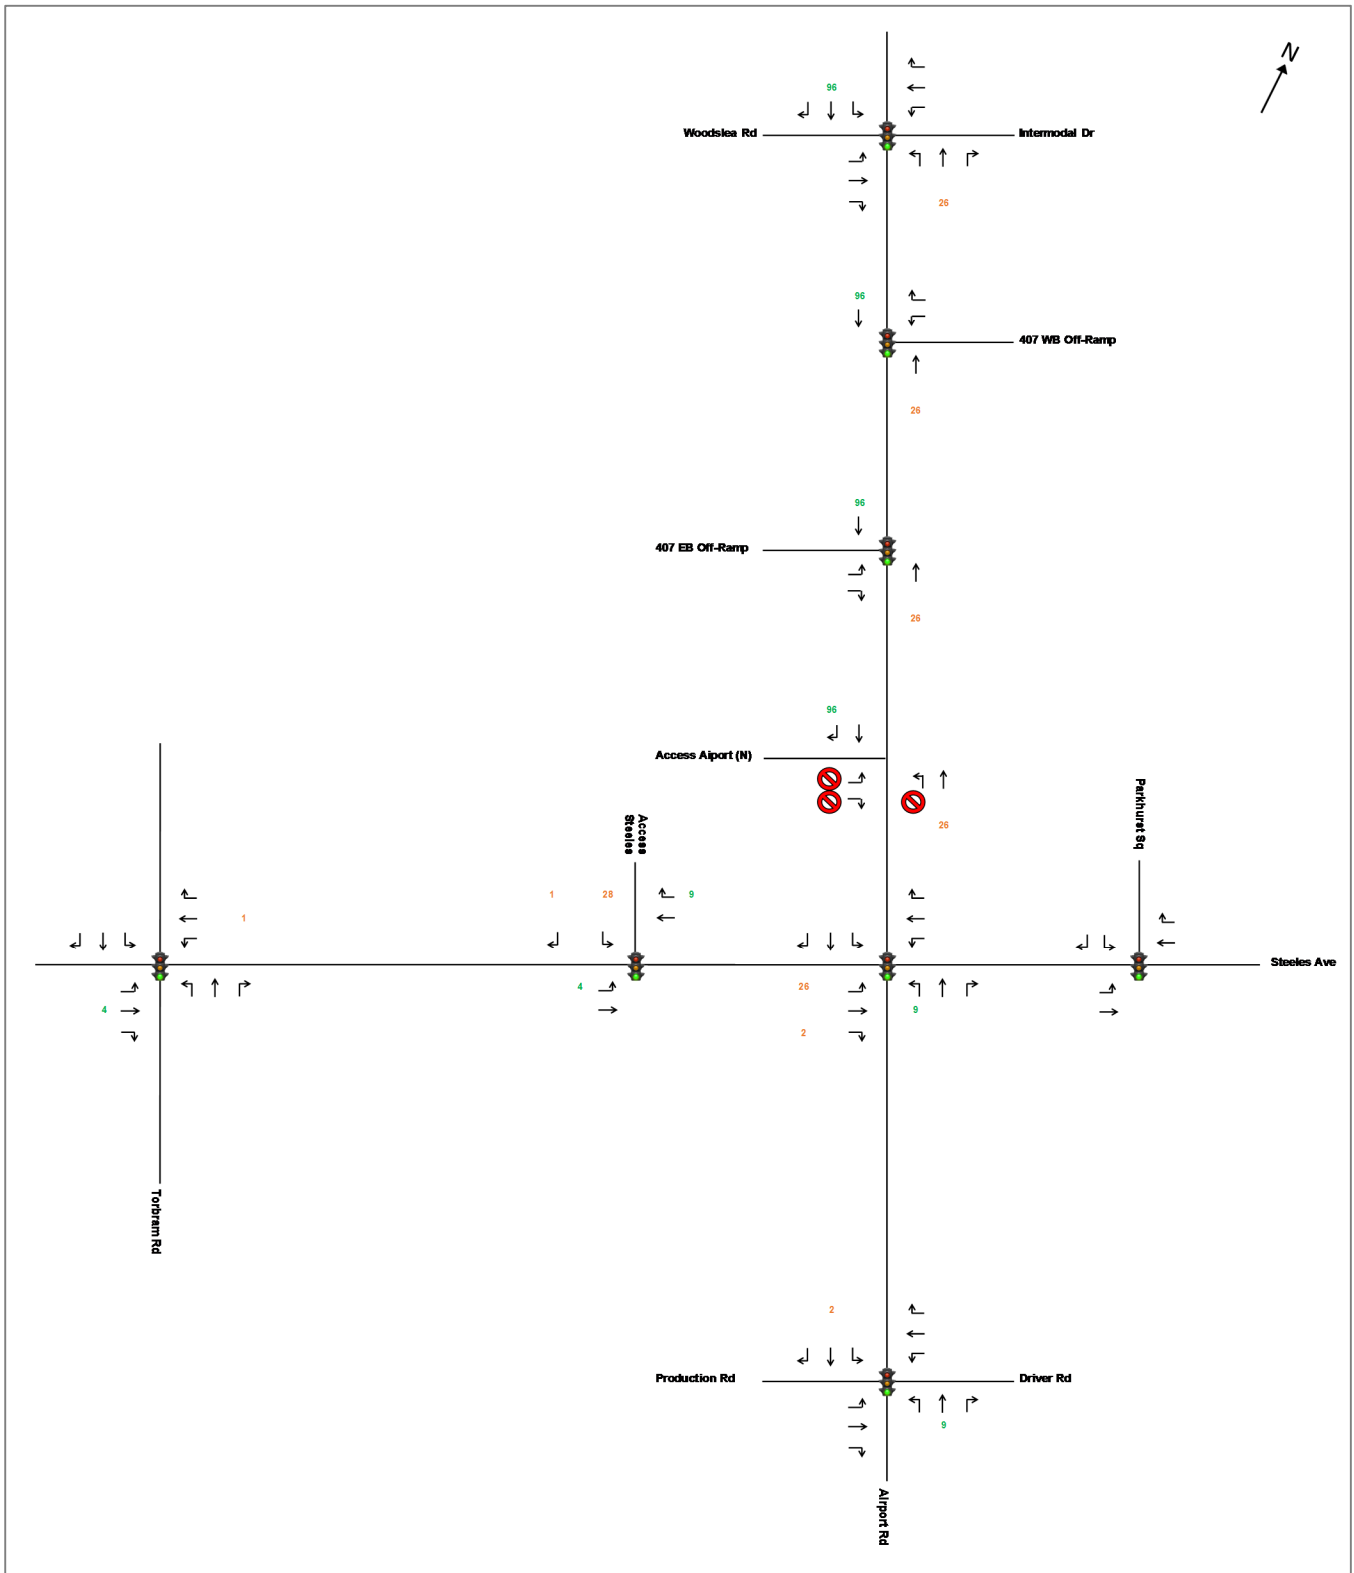 N
96
Woodslea Rd
Intermodal Dr
26
96
407 WB Off-Ramp
26
96
407 EB Off-Ramp
26
96
Access Aiport (N)
26
Parkhurst Sq
Access
Steeles
1
28
9
1
Steeles Ave
4
26
4
9
2
Torbram Rd
2
Production Rd
Driver Rd
9
Airport Rd